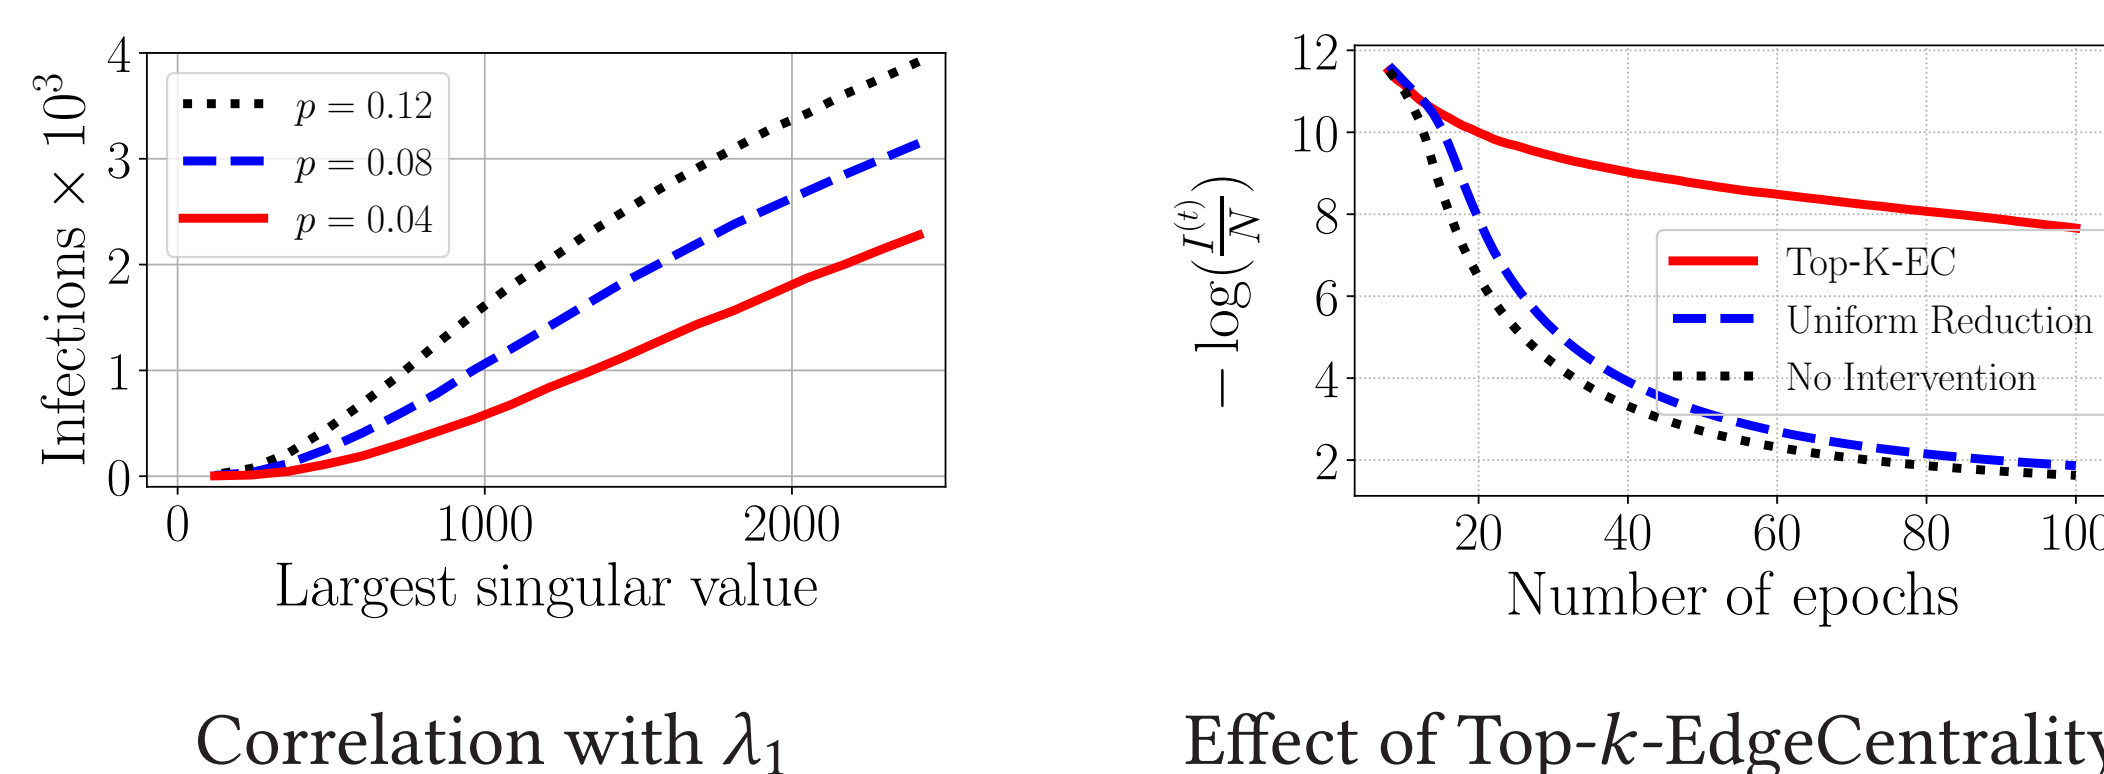 4
3
2
1
0
Infections × 10³
p = 0.12
p = 0.08
p = 0.04
0 1000 2000
Largest singular value
Correlation with λ₁
12
10
8
6
4
2
− log(I⁽ᵗ⁾/N)
Top-K-EC
Uniform Reduction
No Intervention
20 40 60 80 100
Number of epochs
Effect of Top-k-EdgeCentrality